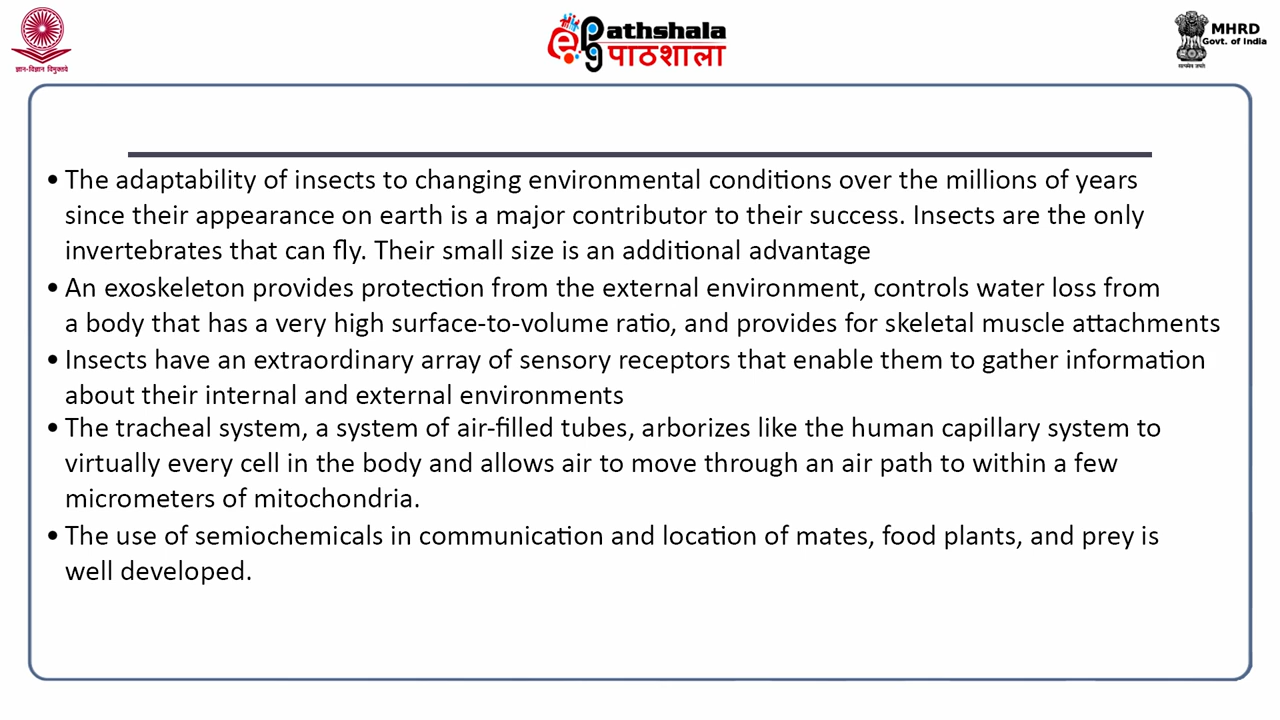 ज्ञान-विज्ञान विमुक्तये
ePG Pathshala
पाठशाला
MHRD
Govt. of India
सत्यमेव जयते
• The adaptability of insects to changing environmental conditions over the millions of years
since their appearance on earth is a major contributor to their success. Insects are the only
invertebrates that can fly. Their small size is an additional advantage
• An exoskeleton provides protection from the external environment, controls water loss from
a body that has a very high surface-to-volume ratio, and provides for skeletal muscle attachments
• Insects have an extraordinary array of sensory receptors that enable them to gather information
about their internal and external environments
• The tracheal system, a system of air-filled tubes, arborizes like the human capillary system to
virtually every cell in the body and allows air to move through an air path to within a few
micrometers of mitochondria.
• The use of semiochemicals in communication and location of mates, food plants, and prey is
well developed.